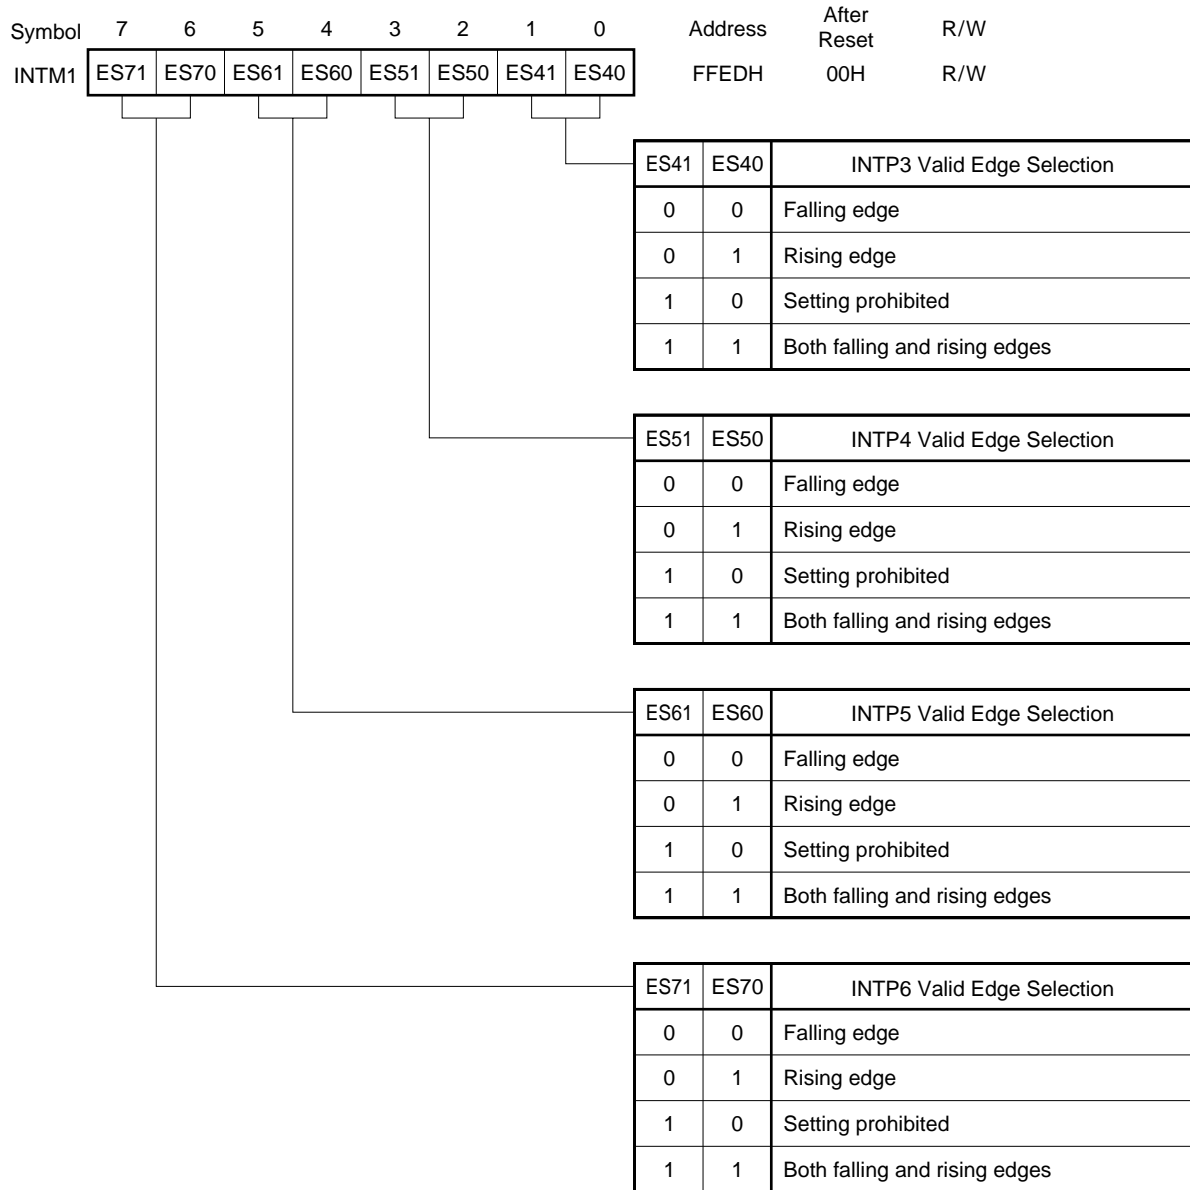 Symbol 7 6 5 4 3 2 1 0 Address After Reset R/W
INTM1 ES71 ES70 ES61 ES60 ES51 ES50 ES41 ES40 FFEDH 00H R/W
ES41 ES40 INTP3 Valid Edge Selection
0 0 Falling edge
0 1 Rising edge
1 0 Setting prohibited
1 1 Both falling and rising edges
ES51 ES50 INTP4 Valid Edge Selection
0 0 Falling edge
0 1 Rising edge
1 0 Setting prohibited
1 1 Both falling and rising edges
ES61 ES60 INTP5 Valid Edge Selection
0 0 Falling edge
0 1 Rising edge
1 0 Setting prohibited
1 1 Both falling and rising edges
ES71 ES70 INTP6 Valid Edge Selection
0 0 Falling edge
0 1 Rising edge
1 0 Setting prohibited
1 1 Both falling and rising edges